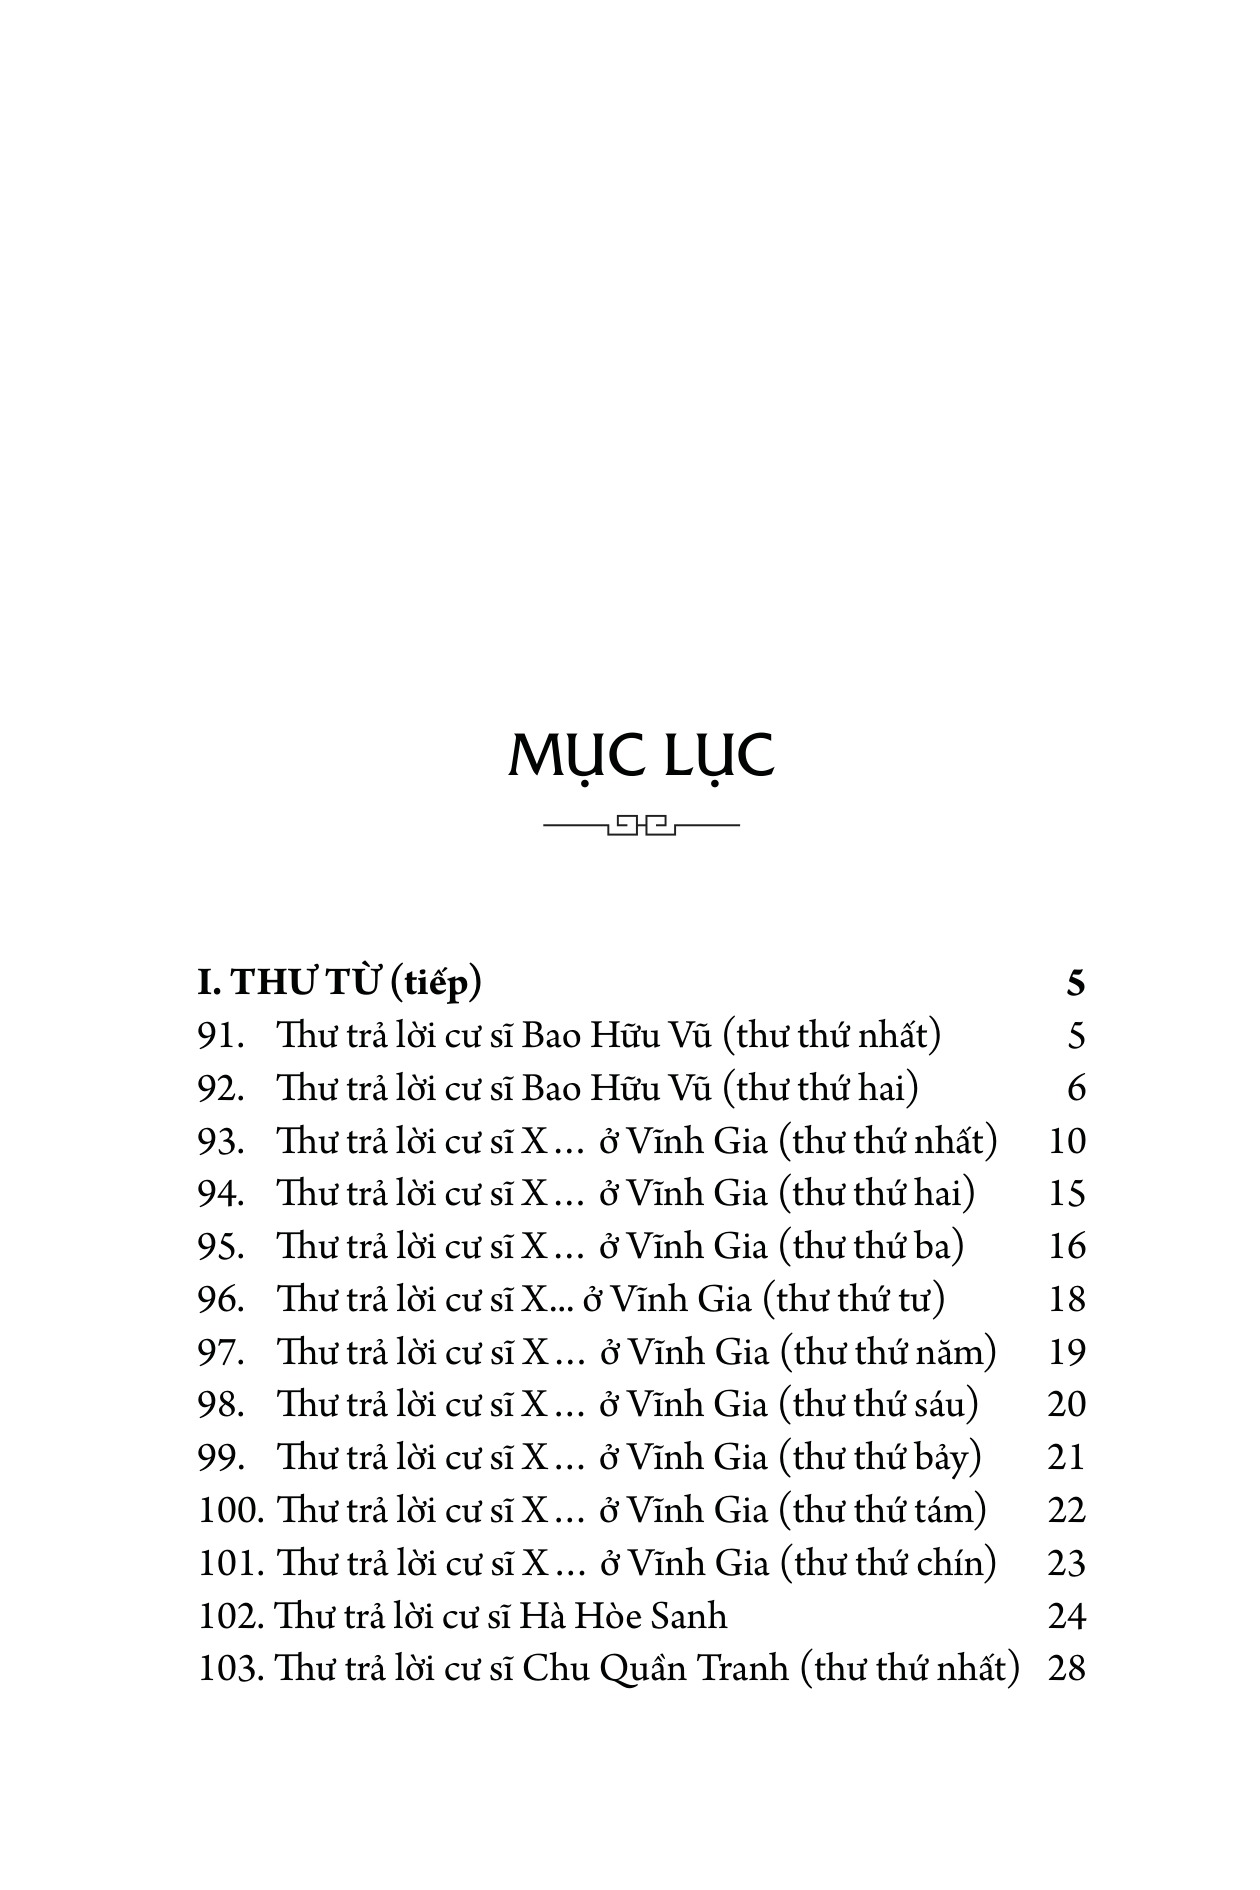 MỤC LỤC
I. THƯ TỪ (tiếp) 5
91. Thư trả lời cư sĩ Bao Hữu Vũ (thư thứ nhất) 5
92. Thư trả lời cư sĩ Bao Hữu Vũ (thư thứ hai) 6
93. Thư trả lời cư sĩ X… ở Vĩnh Gia (thư thứ nhất) 10
94. Thư trả lời cư sĩ X… ở Vĩnh Gia (thư thứ hai) 15
95. Thư trả lời cư sĩ X… ở Vĩnh Gia (thư thứ ba) 16
96. Thư trả lời cư sĩ X... ở Vĩnh Gia (thư thứ tư) 18
97. Thư trả lời cư sĩ X… ở Vĩnh Gia (thư thứ năm) 19
98. Thư trả lời cư sĩ X… ở Vĩnh Gia (thư thứ sáu) 20
99. Thư trả lời cư sĩ X… ở Vĩnh Gia (thư thứ bảy) 21
100. Thư trả lời cư sĩ X… ở Vĩnh Gia (thư thứ tám) 22
101. Thư trả lời cư sĩ X… ở Vĩnh Gia (thư thứ chín) 23
102. Thư trả lời cư sĩ Hà Hòe Sanh 24
103. Thư trả lời cư sĩ Chu Quần Tranh (thư thứ nhất) 28